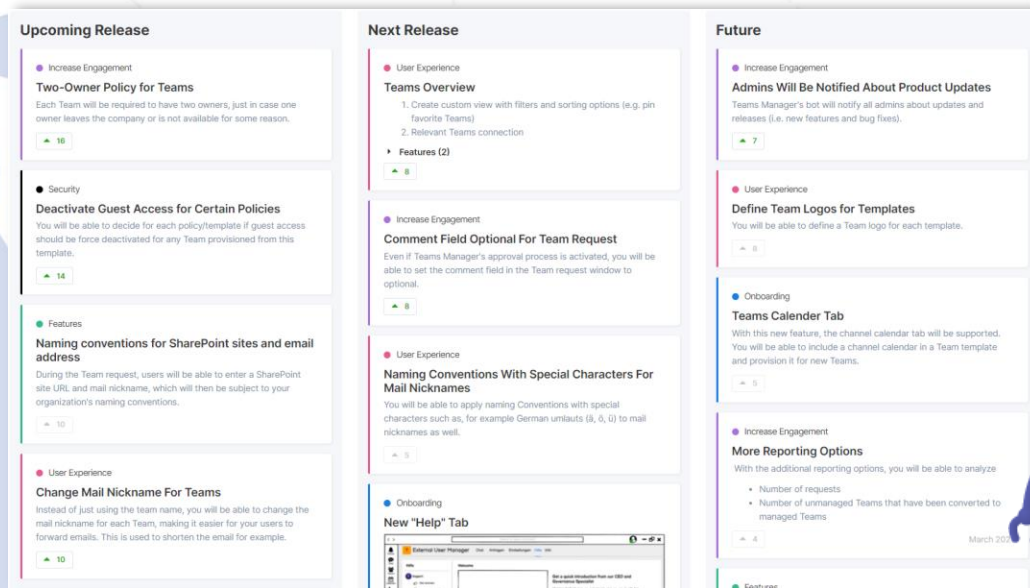 Upcoming Release
Increase Engagement
Two-Owner Policy for Teams
Each Team will be required to have two owners, just in case one
owner leaves the company or is not available for some reason.
16
Security
Deactivate Guest Access for Certain Policies
You will be able to decide for each policy/template if guest access
should be force deactivated for any Team provisioned from this
template.
14
Features
Naming conventions for SharePoint sites and email
address
During the Team request, users will be able to enter a SharePoint
site URL and mail nickname, which will then be subject to your
organization's naming conventions.
10
User Experience
Change Mail Nickname For Teams
Instead of just using the team name, you will be able to change the
mail nickname for each Team, making it easier for your users to
forward emails. This is used to shorten the email for example.
10
Next Release
User Experience
Teams Overview
1. Create custom view with filters and sorting options (e.g. pin
favorite Teams)
2. Relevant Teams connection
Features (2)
8
Increase Engagement
Comment Field Optional For Team Request
Even if Teams Manager's approval process is activated, you will be
able to set the comment field in the Team request window to
optional.
8
User Experience
Naming Conventions With Special Characters For
Mail Nicknames
You will be able to apply naming Conventions with special
characters such as, for example German umlauts (ä, ö, ü) to mail
nicknames as well.
5
Onboarding
New "Help" Tab
External User Manager
Future
Increase Engagement
Admins Will Be Notified About Product Updates
Teams Manager's bot will notify all admins about updates and
releases (i.e. new features and bug fixes).
7
User Experience
Define Team Logos for Templates
You will be able to define a Team logo for each template.
6
Onboarding
Teams Calender Tab
With this new feature, the channel calendar tab will be supported.
You will be able to include a channel calendar in a Team template
and provision it for new Teams.
5
Increase Engagement
More Reporting Options
With the additional reporting options, you will be able to analyze
• Number of requests
• Number of unmanaged Teams that have been converted to
managed Teams
4
March
Features